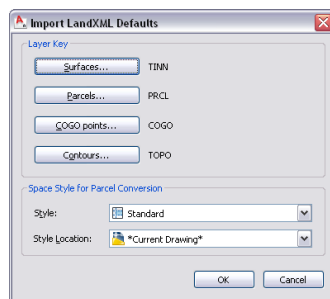 Import LandXML Defaults
Layer Key
Surfaces... TINN
Parcels... PRCL
COGO points... COGO
Contours... TOPO
Space Style for Parcel Conversion
Style: Standard
Style Location: *Current Drawing*
OK Cancel